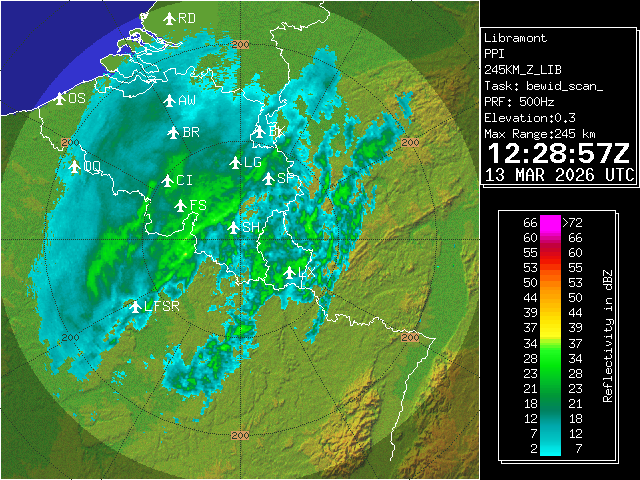 RD
200
OS
AW
BR
BK
200
200
QQ
LG
CI
SP
FS
SH
LX
LFSR
200
200
200
Libramont
PPI
245KM_Z_LIB
Task: bewid_scan_
PRF: 500Hz
Elevation:0.3
Max Range:245 km
12:28:57Z
13 MAR 2026 UTC
66 >72
60 66
55 60
53 55
50 53
44 50
39 44
37 39
34 37
28 34
23 28
21 23
18 21
12 18
7 12
2 7
Reflectivity in dBZ